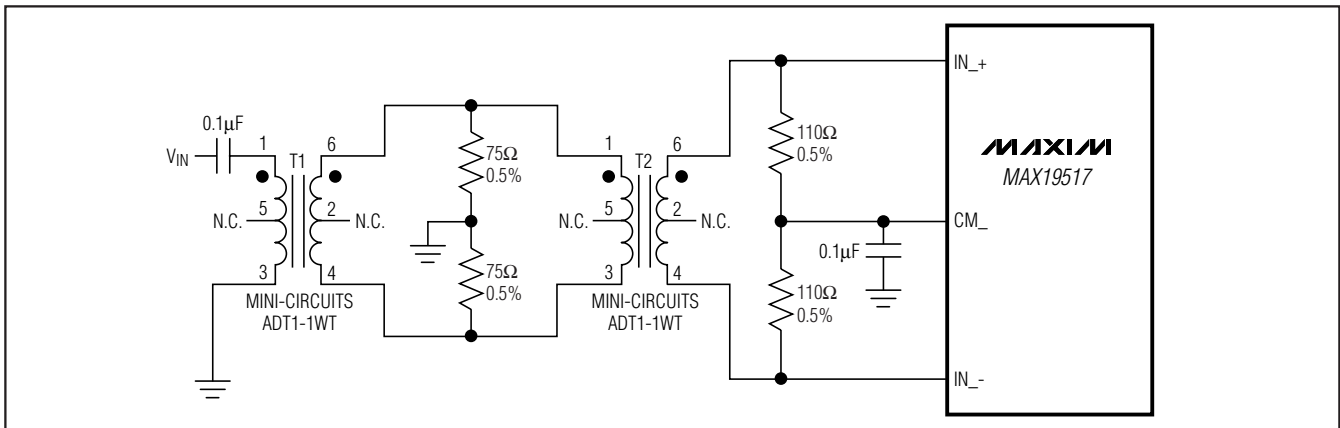 V_IN
0.1μF
1
T1
6
5
2
N.C.
N.C.
3
4
MINI-CIRCUITS
ADT1-1WT
75Ω
0.5%
75Ω
0.5%
1
T2
6
5
2
N.C.
N.C.
3
4
MINI-CIRCUITS
ADT1-1WT
110Ω
0.5%
110Ω
0.5%
0.1μF
IN_+
MAXIM
MAX19517
CM_
IN_-